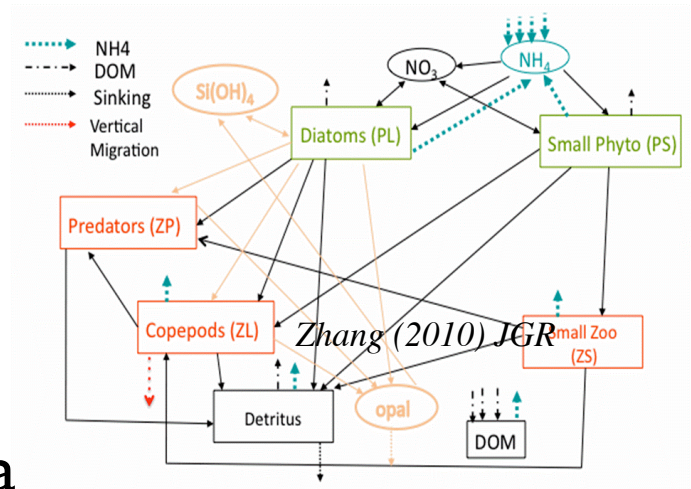 NH4
DOM
Sinking
Vertical
Migration
Si(OH)4
NO3
NH4
Diatoms (PL)
Small Phyto (PS)
Predators (ZP)
Copepods (ZL)
Zhang (2010) JGR
Small Zoo
(ZS)
Detritus
opal
DOM
a